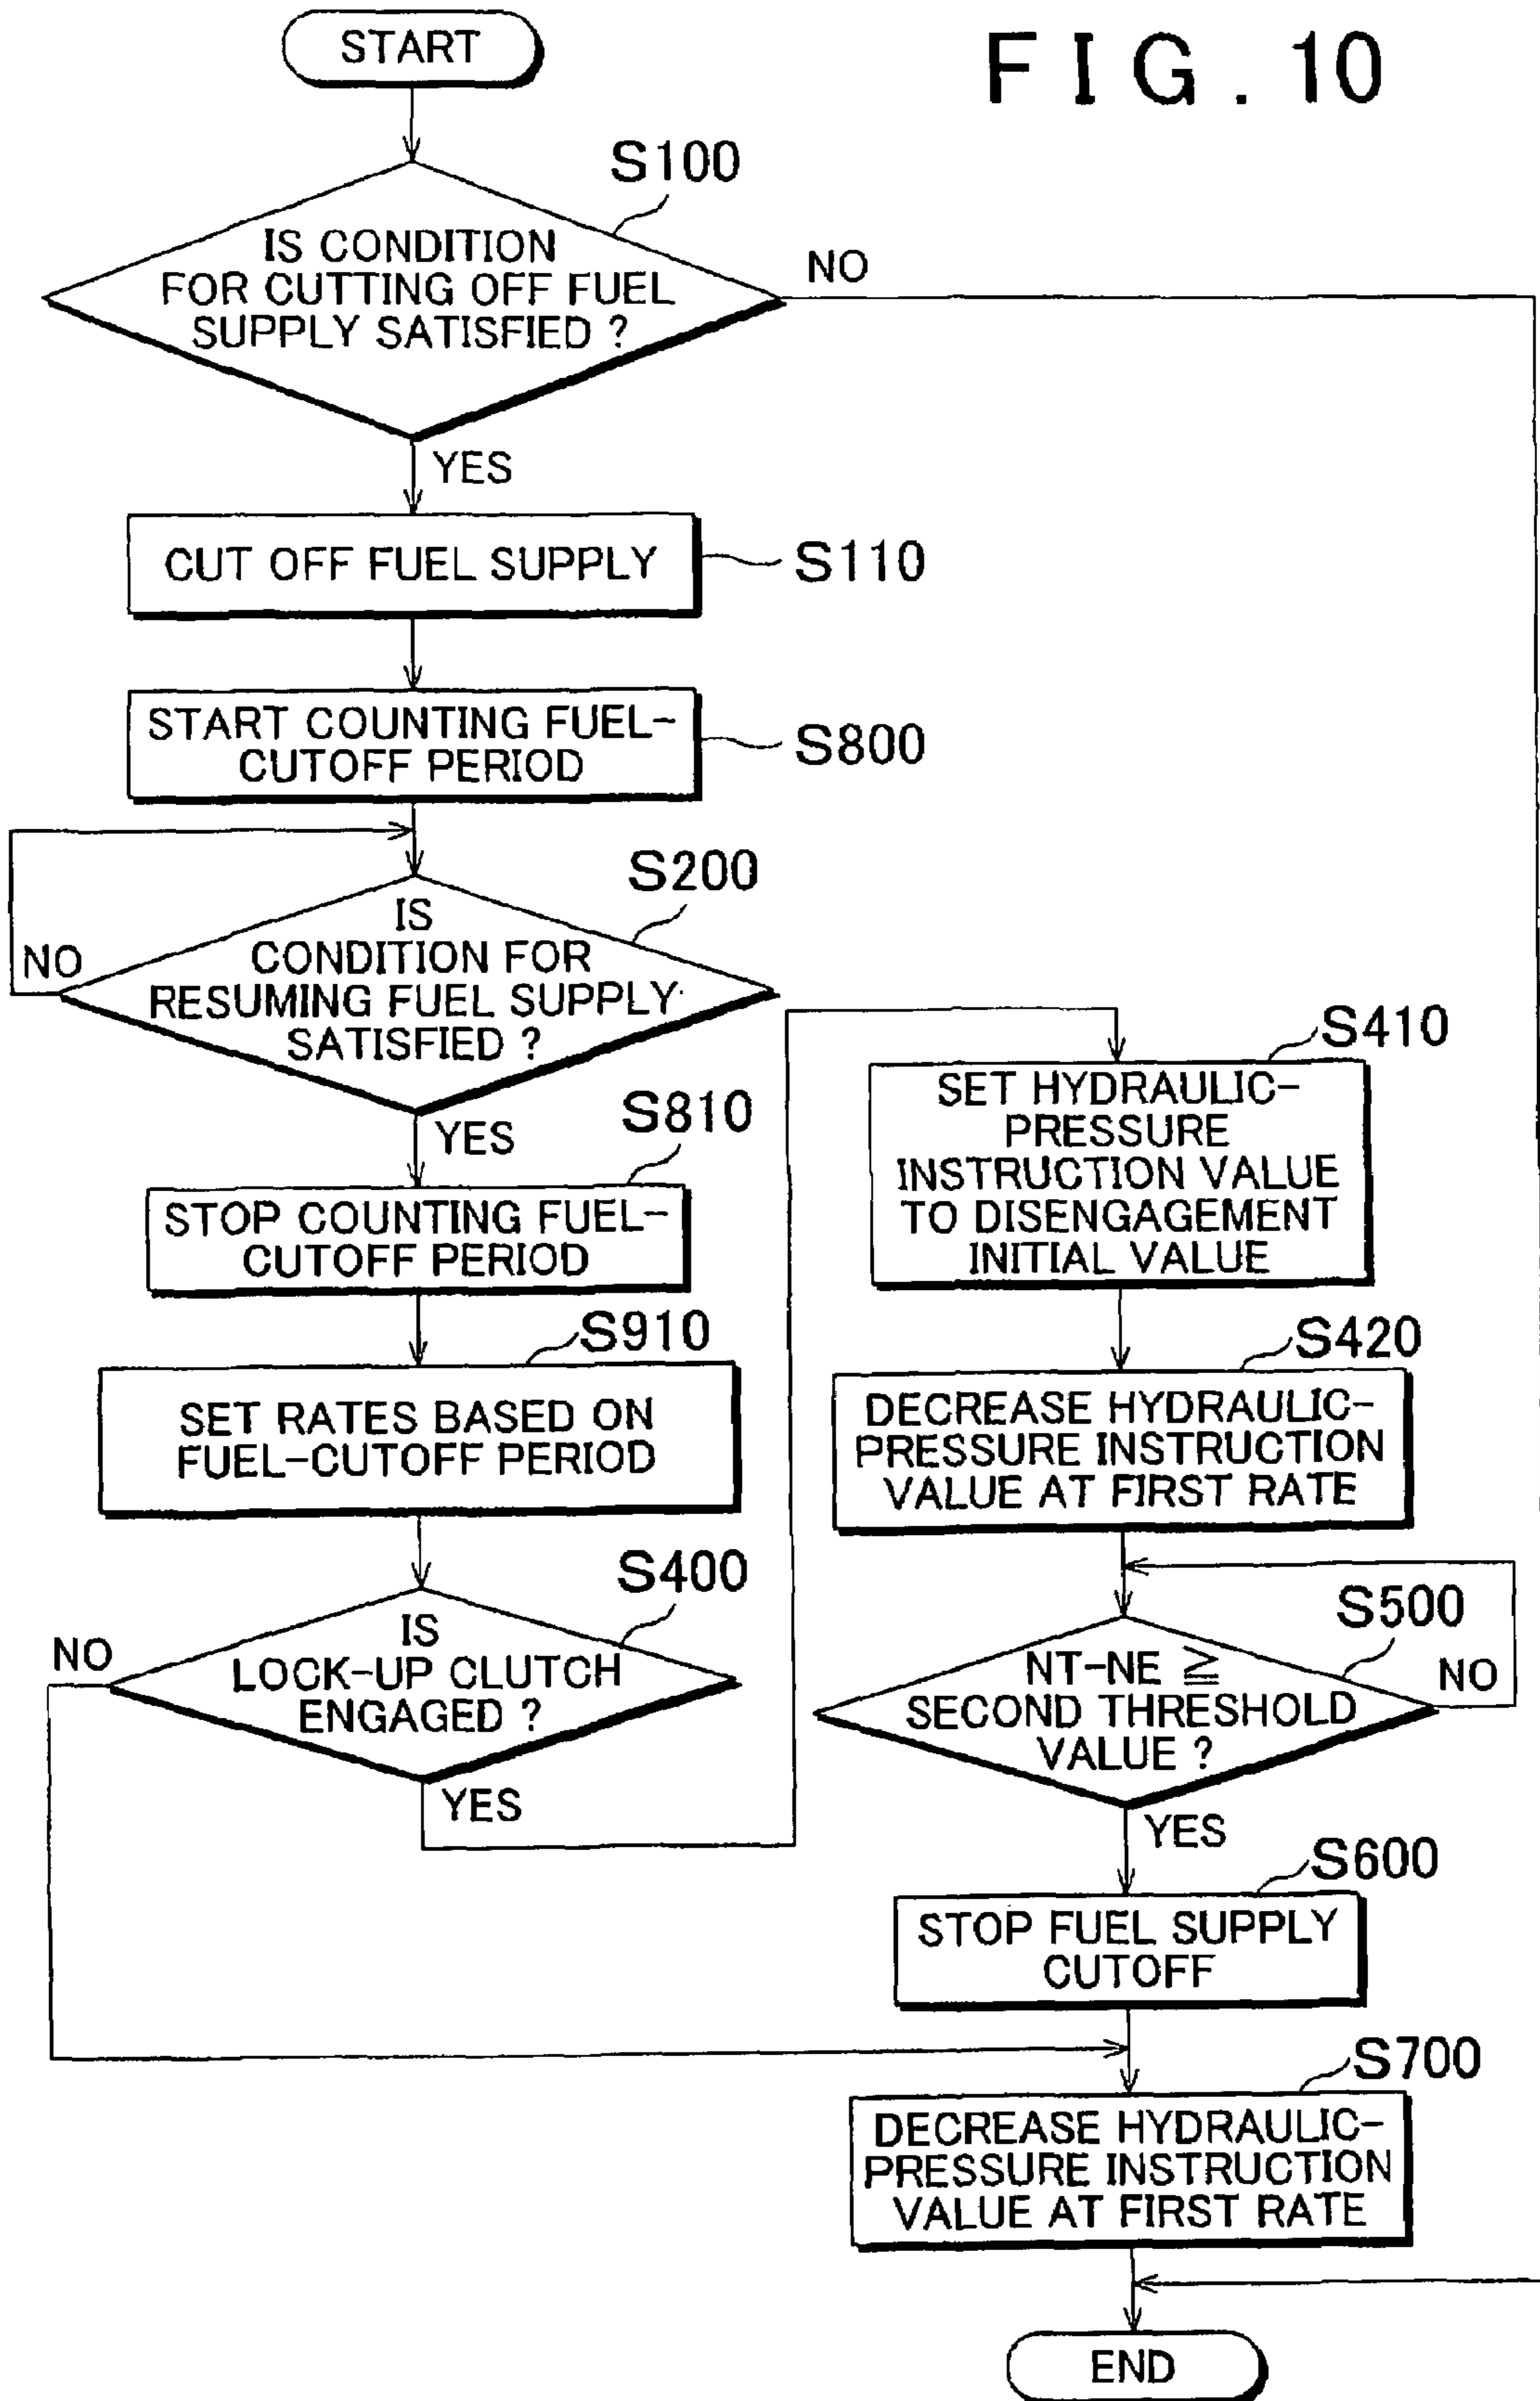 FIG. 10
START
S100
IS CONDITION
FOR CUTTING OFF FUEL
SUPPLY SATISFIED ?
NO
YES
CUT OFF FUEL SUPPLY
S110
START COUNTING FUEL-
CUTOFF PERIOD
S800
S200
IS
CONDITION FOR
RESUMING FUEL SUPPLY
SATISFIED ?
NO
YES
S810
STOP COUNTING FUEL-
CUTOFF PERIOD
S910
SET RATES BASED ON
FUEL-CUTOFF PERIOD
S400
IS
LOCK-UP CLUTCH
ENGAGED ?
NO
YES
S410
SET HYDRAULIC-
PRESSURE
INSTRUCTION VALUE
TO DISENGAGEMENT
INITIAL VALUE
S420
DECREASE HYDRAULIC-
PRESSURE INSTRUCTION
VALUE AT FIRST RATE
S500
NT-NE ≧
SECOND THRESHOLD
VALUE ?
NO
YES
S600
STOP FUEL SUPPLY
CUTOFF
S700
DECREASE HYDRAULIC-
PRESSURE INSTRUCTION
VALUE AT FIRST RATE
END